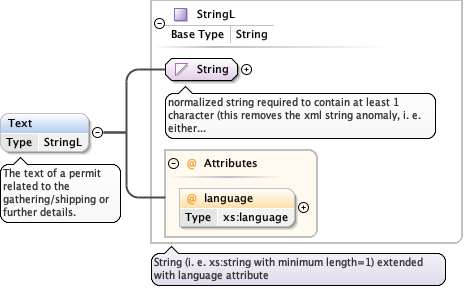 StringL
Base Type String
String
normalized string required to contain at least 1
character (this removes the xml string anomaly, i. e.
either...
Text
Type StringL
The text of a permit
related to the
gathering/shipping or
further details.
@ Attributes
@ language
Type xs:language
String (i. e. xs:string with minimum length=1) extended
with language attribute